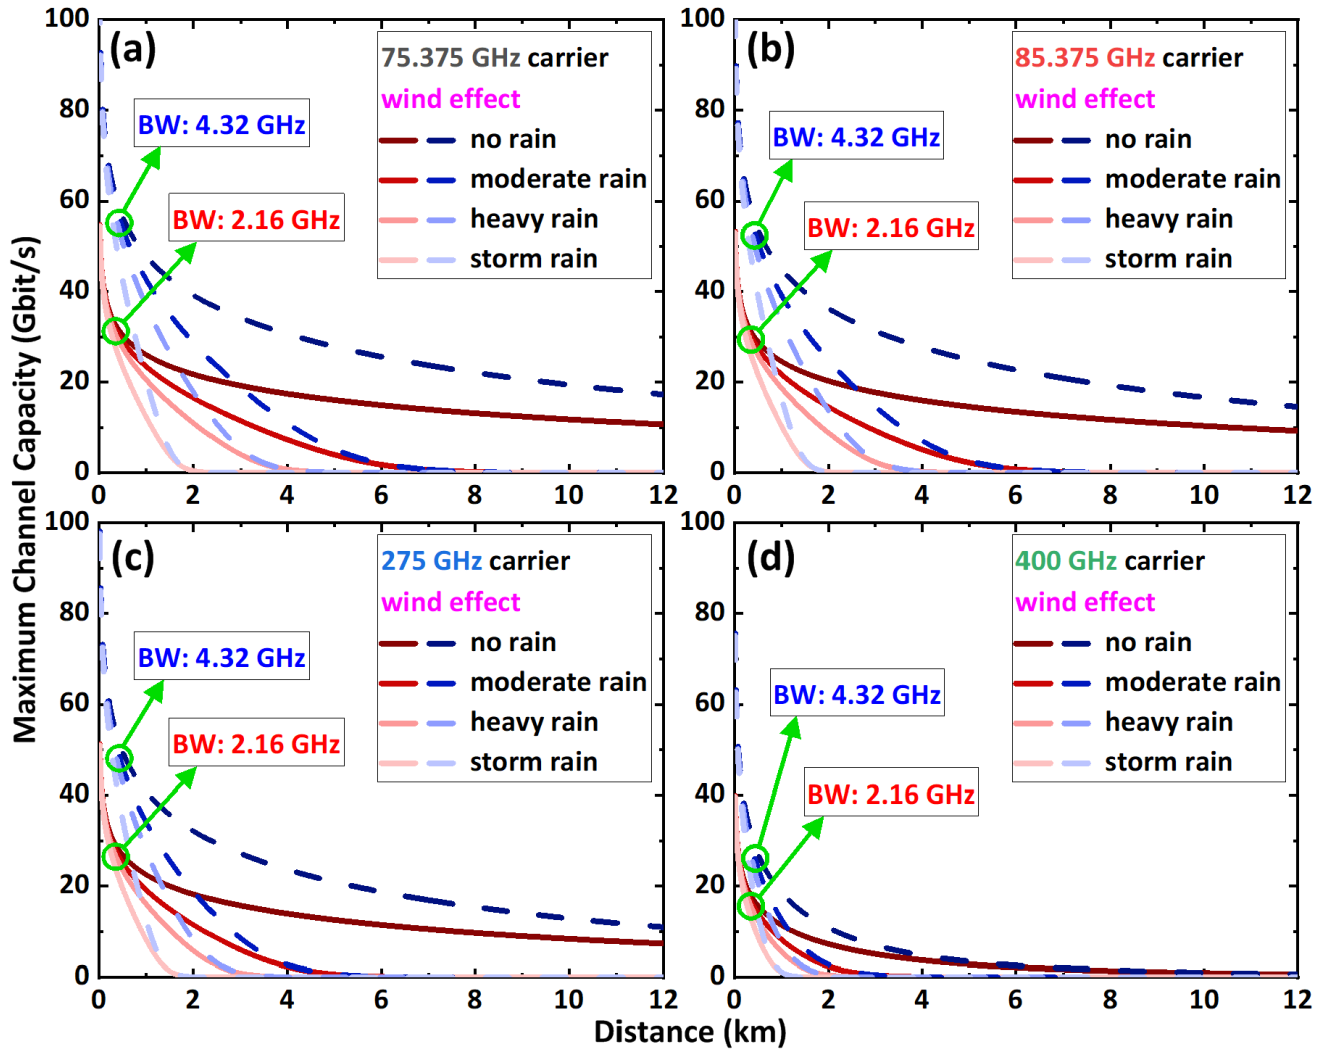 Maximum Channel Capacity (Gbit/s)
100
80
60
40
20
0
(a)
75.375 GHz carrier
wind effect
no rain
moderate rain
heavy rain
storm rain
BW: 4.32 GHz
BW: 2.16 GHz
0 2 4 6 8 10 12
100
80
60
40
20
0
(b)
85.375 GHz carrier
wind effect
no rain
moderate rain
heavy rain
storm rain
BW: 4.32 GHz
BW: 2.16 GHz
0 2 4 6 8 10 12
100
80
60
40
20
0
(c)
275 GHz carrier
wind effect
no rain
moderate rain
heavy rain
storm rain
BW: 4.32 GHz
BW: 2.16 GHz
0 2 4 6 8 10 12
100
80
60
40
20
0
(d)
400 GHz carrier
wind effect
no rain
moderate rain
heavy rain
storm rain
BW: 4.32 GHz
BW: 2.16 GHz
0 2 4 6 8 10 12
Distance (km)